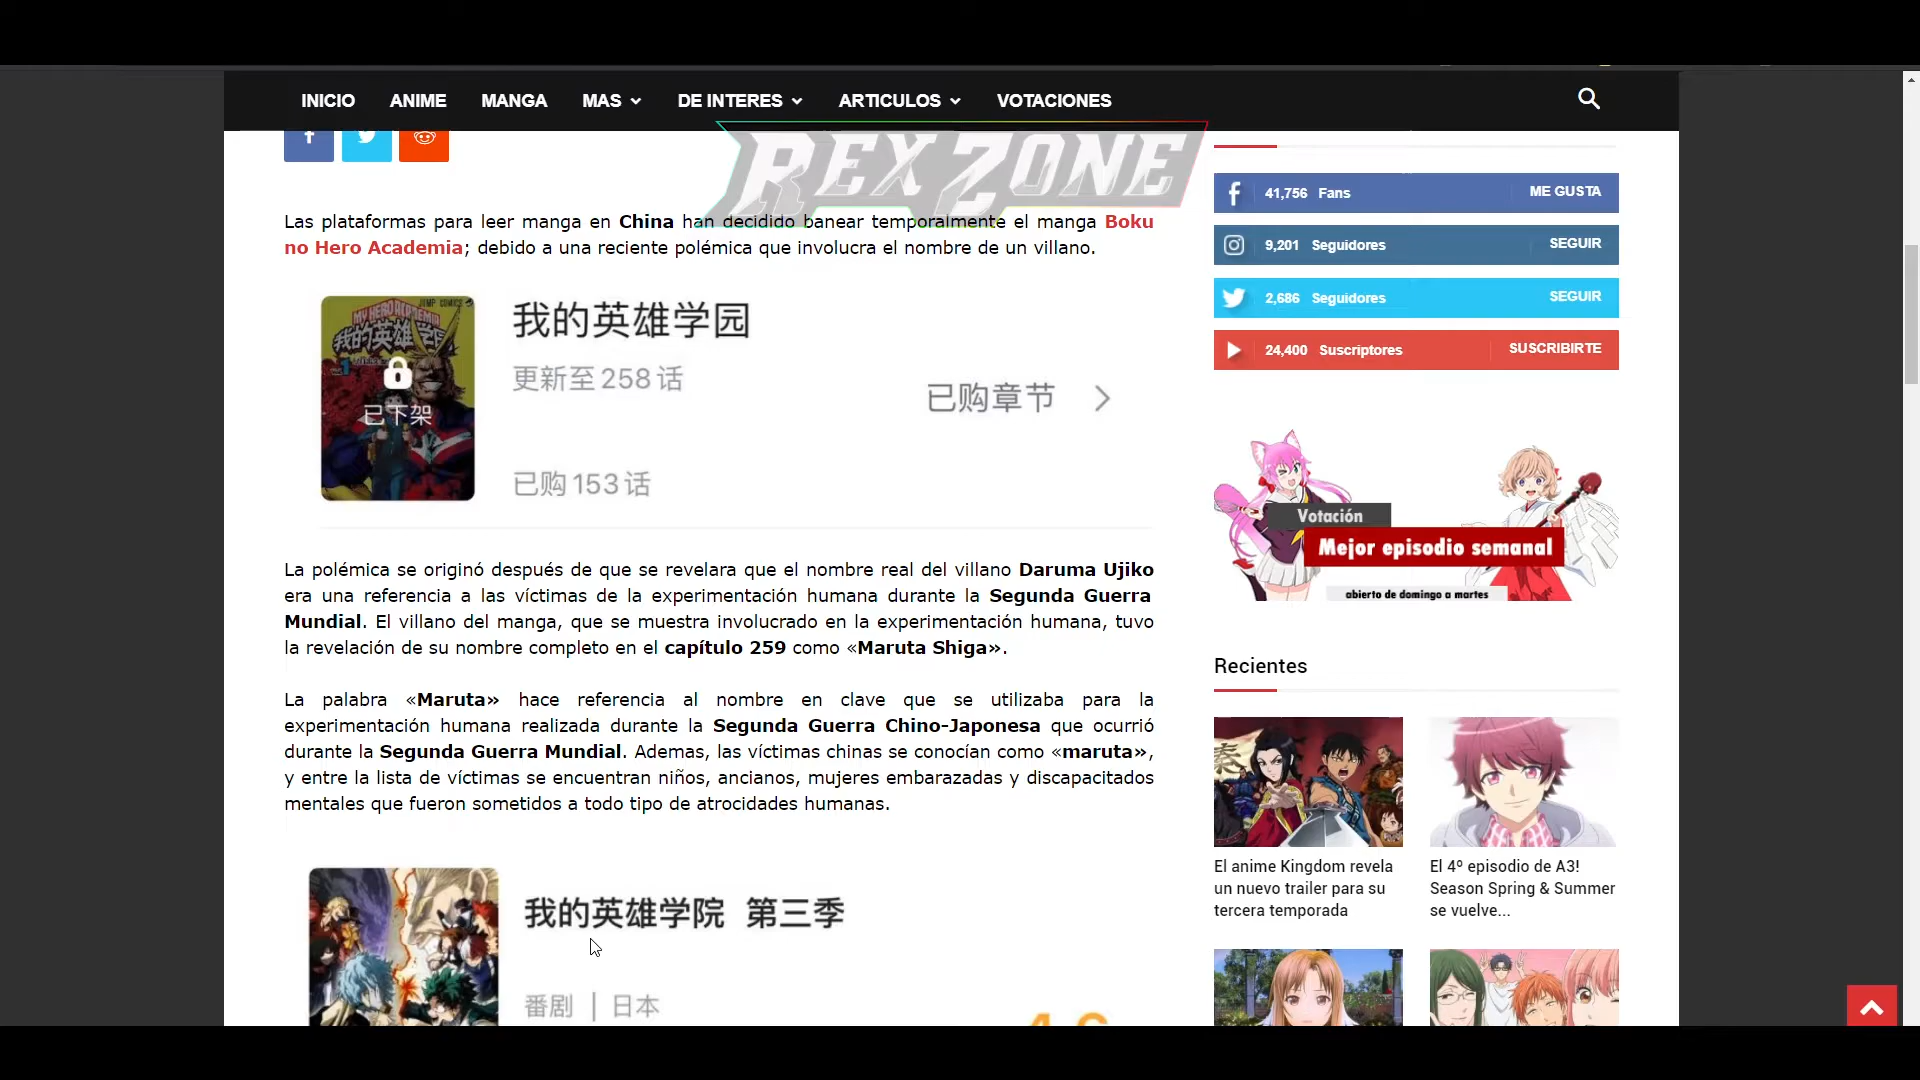 INICIO ANIME MANGA MAS DE INTERES ARTICULOS VOTACIONES
REX ZONE
Las plataformas para leer manga en China han decidido banear temporalmente el manga Boku
no Hero Academia; debido a una reciente polémica que involucra el nombre de un villano.
JUMP COMICS
MY HERO ACADEMIA
我的英雄学园
已下架
我的英雄学园
更新至258话
已购章节
已购153话
La polémica se originó después de que se revelara que el nombre real del villano Daruma Ujiko
era una referencia a las víctimas de la experimentación humana durante la Segunda Guerra
Mundial. El villano del manga, que se muestra involucrado en la experimentación humana, tuvo
la revelación de su nombre completo en el capítulo 259 como «Maruta Shiga».
La palabra «Maruta» hace referencia al nombre en clave que se utilizaba para la
experimentación humana realizada durante la Segunda Guerra Chino-Japonesa que ocurrió
durante la Segunda Guerra Mundial. Ademas, las víctimas chinas se conocían como «maruta»,
y entre la lista de víctimas se encuentran niños, ancianos, mujeres embarazadas y discapacitados
mentales que fueron sometidos a todo tipo de atrocidades humanas.
我的英雄学院 第三季
番剧 | 日本
41,756 Fans ME GUSTA
9,201 Seguidores SEGUIR
2,686 Seguidores SEGUIR
24,400 Suscriptores SUSCRIBIRTE
Votación
Mejor episodio semanal
abierto de domingo a martes
Recientes
El anime Kingdom revela
un nuevo trailer para su
tercera temporada
El 4º episodio de A3!
Season Spring & Summer
se vuelve...